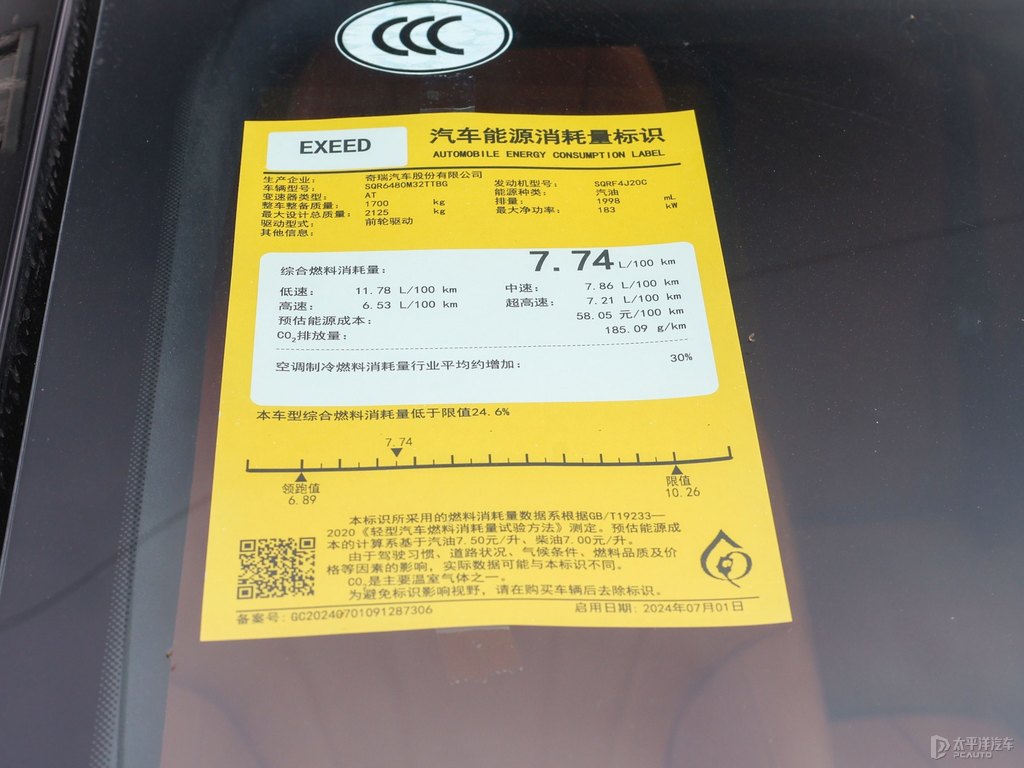 CCC
EXEED
汽车能源消耗量标识
AUTOMOBILE ENERGY CONSUMPTION LABEL
生产企业： 奇瑞汽车股份有限公司
车辆型号： SQR6480M32TTBG 发动机型号： SQRF4J20C
变速器类型： AT 能源种类： 汽油
整车整备质量： 1700 kg 排量： 1998 mL
最大设计总质量： 2125 kg 最大净功率： 183 kW
驱动型式： 前轮驱动
其他信息：
综合燃料消耗量： 7.74 L/100 km
低速： 11.78 L/100 km 中速： 7.86 L/100 km
高速： 6.53 L/100 km 超高速： 7.21 L/100 km
预估能源成本： 58.05 元/100 km
CO₂排放量： 185.09 g/km
空调制冷燃料消耗量行业平均约增加： 30%
本车型综合燃料消耗量低于限值24.6%
7.74
领跑值 限值
6.89 10.26
本标识所采用的燃料消耗量数据系根据GB/T19233—
2020《轻型汽车燃料消耗量试验方法》测定。预估能源成
本的计算系基于汽油7.50元/升、柴油7.00元/升。
由于驾驶习惯、道路状况、气候条件、燃料品质及价
格等因素的影响，实际数据可能与本标识不同。
CO₂是主要温室气体之一。
为避免标识影响视野，请在购买车辆后去除标识。
备案号：GC20240701091287306 启用日期：2024年07月01日
太平洋汽车
PCAUTO